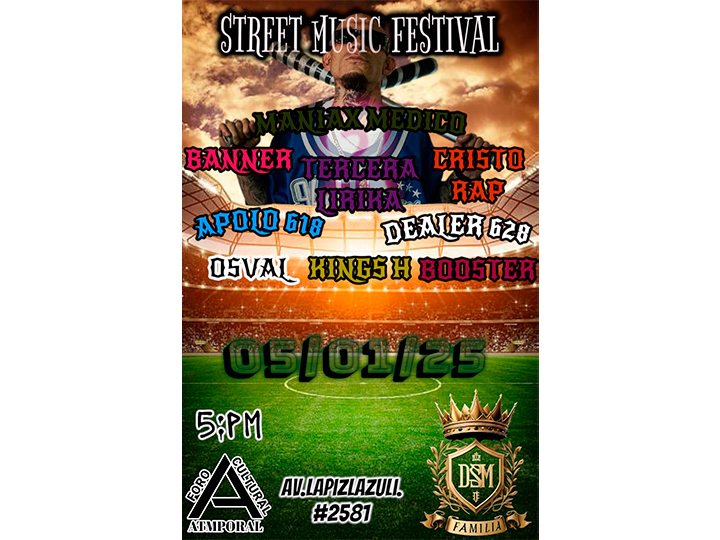 STREET MUSIC FESTIVAL
MANIAX MEDICO
BANNER
TERCERA
LIRIKA
CRISTO
RAP
APOLO 618
DEALER 628
OSVAL
KINGS H
BOOSTER
05/01/25
5;PM
FORO CULTURAL
A
ATMPORAL
AV.LAPIZLAZULI.
#2581
DSM
FAMILIA